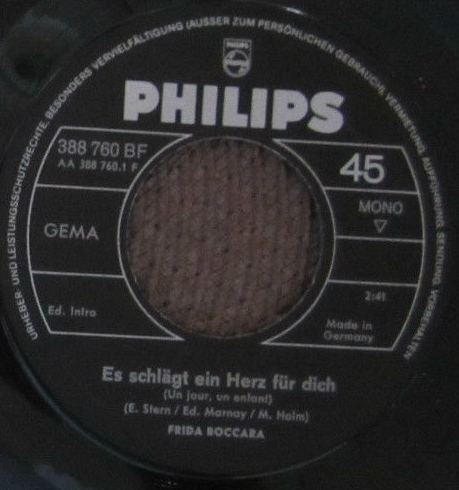 URHEBER- UND LEISTUNGSSCHUTZRECHTE, BESONDERS VERVIELFÄLTIGUNG (AUSSER ZUM PERSÖNLICHEN GEBRAUCH), VERMIETUNG, AUFFÜHRUNG, SENDUNG, VORBEHALTEN
PHILIPS
PHILIPS
388 760 BF
AA 388 760.1 F
45
GEMA
MONO
Ed. Intro
2:41
Made in
Germany
Es schlägt ein Herz für dich
(Un jour, un enfant)
(E. Stern / Ed. Marnay / M. Holm)
FRIDA BOCCARA